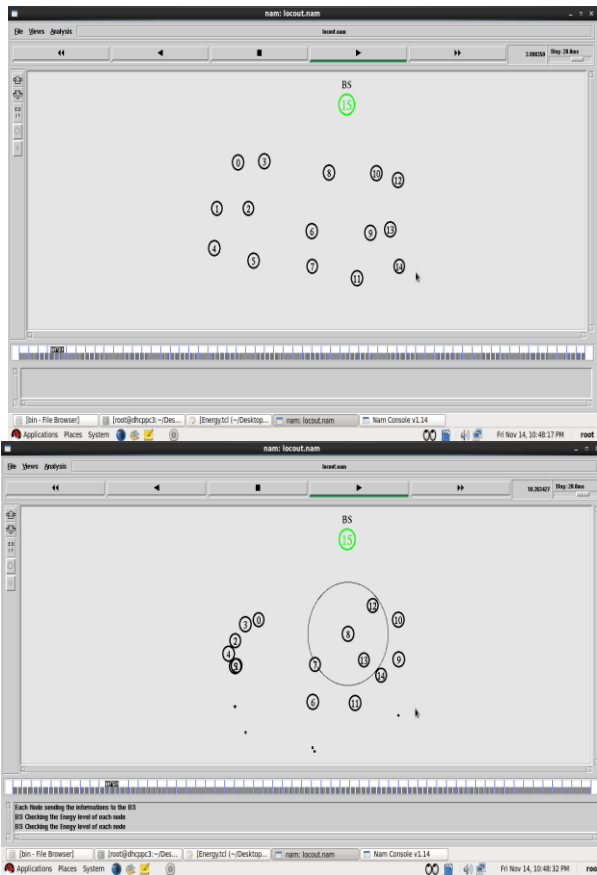 nam: locout.nam
File Views Analysis locout.nam
3.098350 Step: 20.0ms
BS
15
0 3
8 10 12
1 2
6 9 13
4 5 7 11 14
[bin - File Browser] [root@dhcppc3:~/Des... [Energy.tcl (~/Desktop... nam: locout.nam Nam Console v1.14
Applications Places System Fri Nov 14, 10:48:17 PM root
nam: locout.nam
File Views Analysis locout.nam
10.203427 Step: 20.0ms
BS
15
12
3 0 10
2 8
4 13 9
7 14
6 11
Each Node sending the informations to the BS
BS Checking the Enegy level of each node
BS Checking the Enegy level of each node
[bin - File Browser] [root@dhcppc3:~/Des... [Energy.tcl (~/Desktop... nam: locout.nam Nam Console v1.14
Applications Places System Fri Nov 14, 10:48:32 PM roo